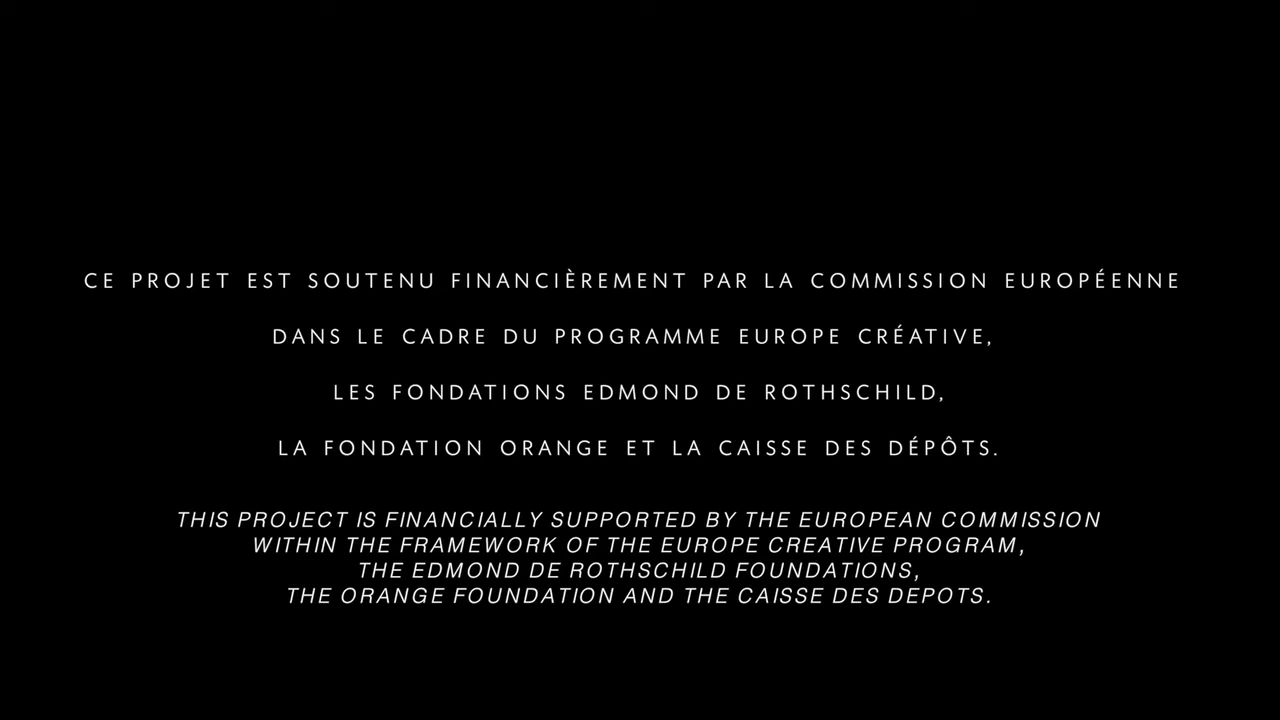 CE PROJET EST SOUTENU FINANCIÈREMENT PAR LA COMMISSION EUROPÉENNE
DANS LE CADRE DU PROGRAMME EUROPE CRÉATIVE,
LES FONDATIONS EDMOND DE ROTHSCHILD,
LA FONDATION ORANGE ET LA CAISSE DES DÉPÔTS.
THIS PROJECT IS FINANCIALLY SUPPORTED BY THE EUROPEAN COMMISSION
WITHIN THE FRAMEWORK OF THE EUROPE CREATIVE PROGRAM,
THE EDMOND DE ROTHSCHILD FOUNDATIONS,
THE ORANGE FOUNDATION AND THE CAISSE DES DEPOTS.